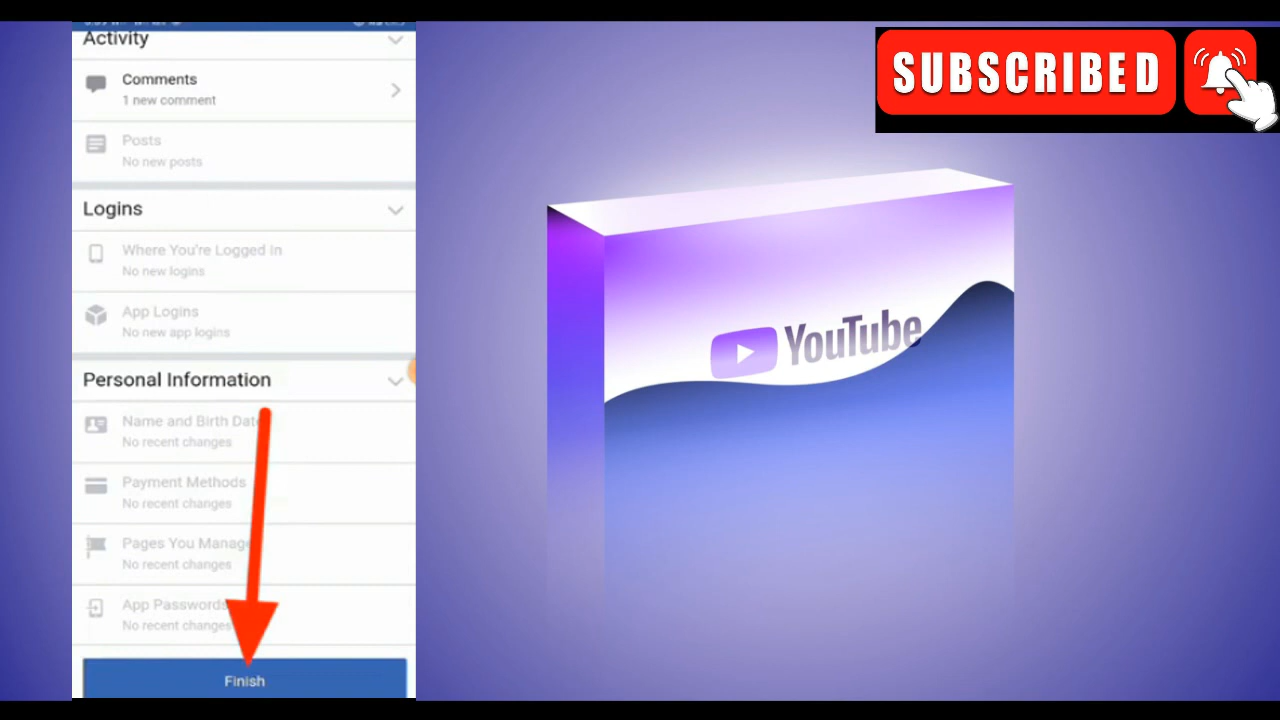 Activity
Comments
1 new comment
Posts
No new posts
Logins
Where You're Logged In
No new logins
App Logins
No new app logins
Personal Information
Name and Birth Date
No recent changes
Payment Methods
No recent changes
Pages You Manage
No recent changes
App Passwords
No recent changes
Finish
SUBSCRIBED
YouTube